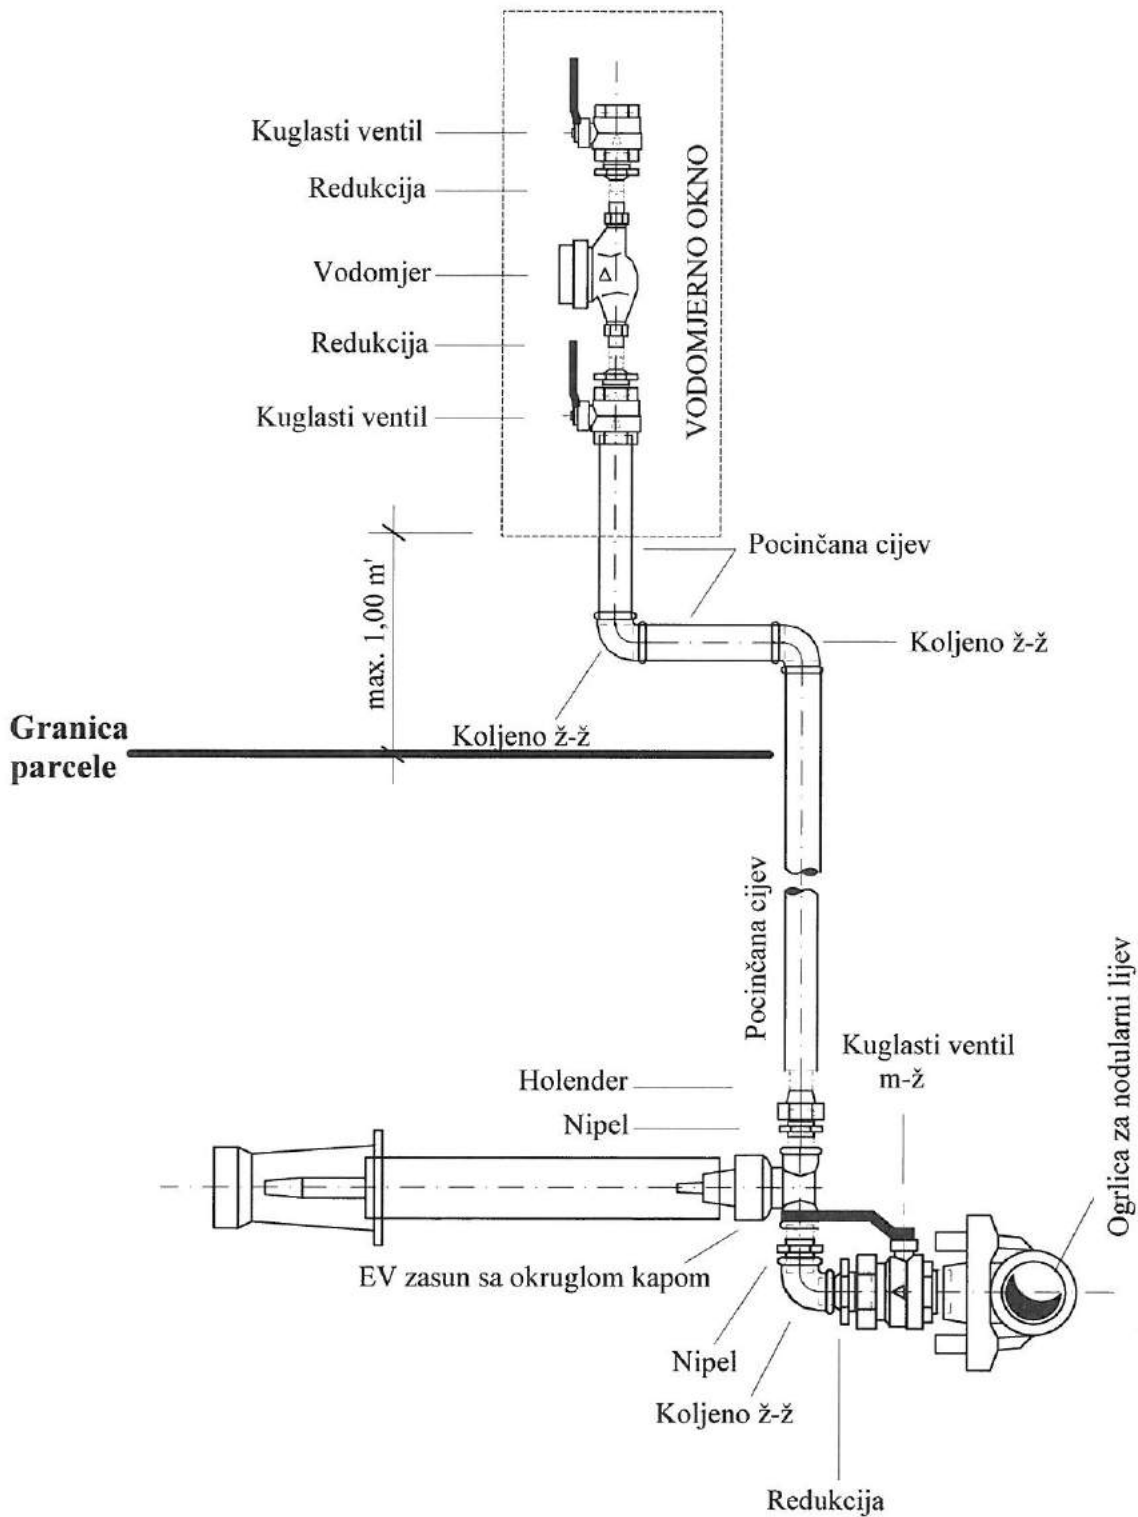 Kuglasti ventil
Redukcija
Vodomjer
Redukcija
Kuglasti ventil
VODOMJERNO OKNO
Pocinčana cijev
max. 1,00 m'
Koljeno ž-ž
Koljeno ž-ž
Granica
parcele
Pocinčana cijev
Ogrlica za nodularni lijev
Kuglasti ventil
m-ž
Holender
Nipel
EV zasun sa okruglom kapom
Nipel
Koljeno ž-ž
Redukcija